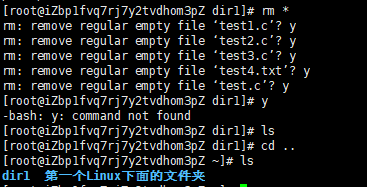 [root@iZbp1fvq7rj7y2tvdhom3pZ dir1]# rm *
rm: remove regular empty file ‘test1.c’? y
rm: remove regular empty file ‘test2.c’? y
rm: remove regular empty file ‘test3.c’? y
rm: remove regular empty file ‘test4.txt’? y
rm: remove regular empty file ‘test.c’? y
[root@iZbp1fvq7rj7y2tvdhom3pZ dir1]# y
-bash: y: command not found
[root@iZbp1fvq7rj7y2tvdhom3pZ dir1]# ls
[root@iZbp1fvq7rj7y2tvdhom3pZ dir1]# cd ..
[root@iZbp1fvq7rj7y2tvdhom3pZ ~]# ls
dir1 第一个Linux下面的文件夹